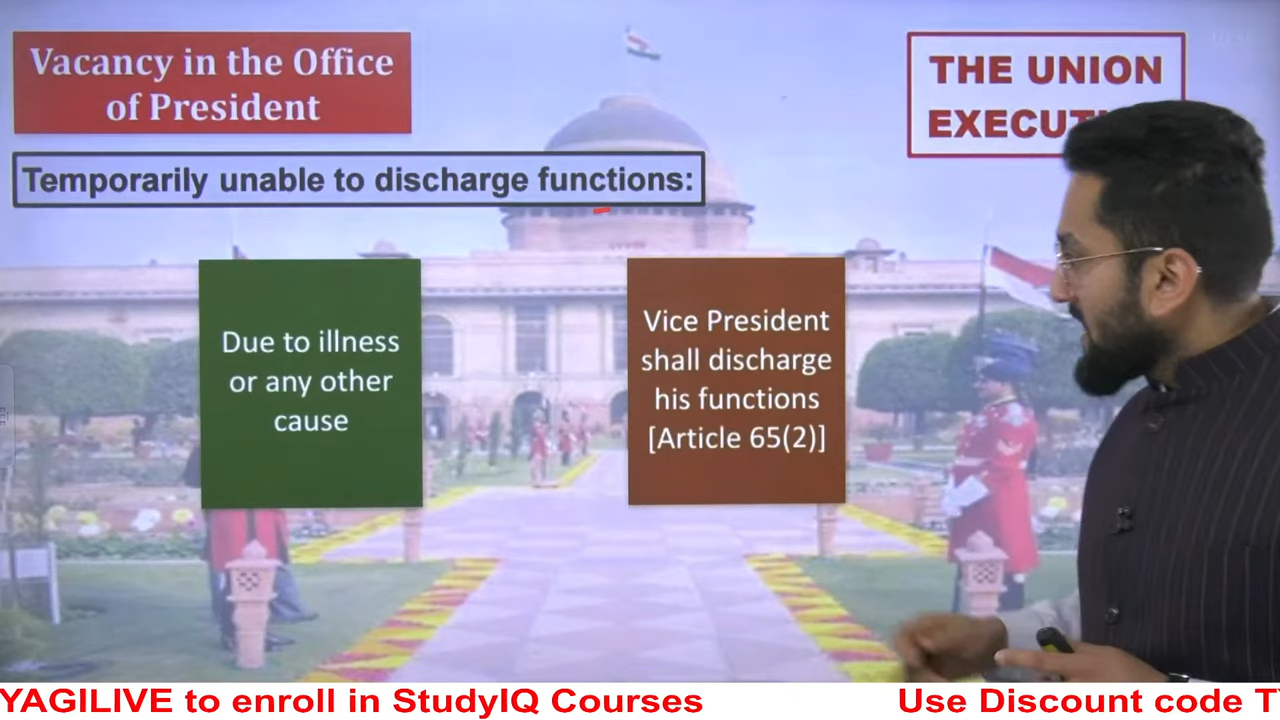 Vacancy in the Office
of President
THE UNION
Temporarily unable to discharge functions:
Due to illness
or any other
cause
Vice President
shall discharge
his functions
[Article 65(2)]
YAGILIVE to enroll in StudyIQ Courses
Use Discount code